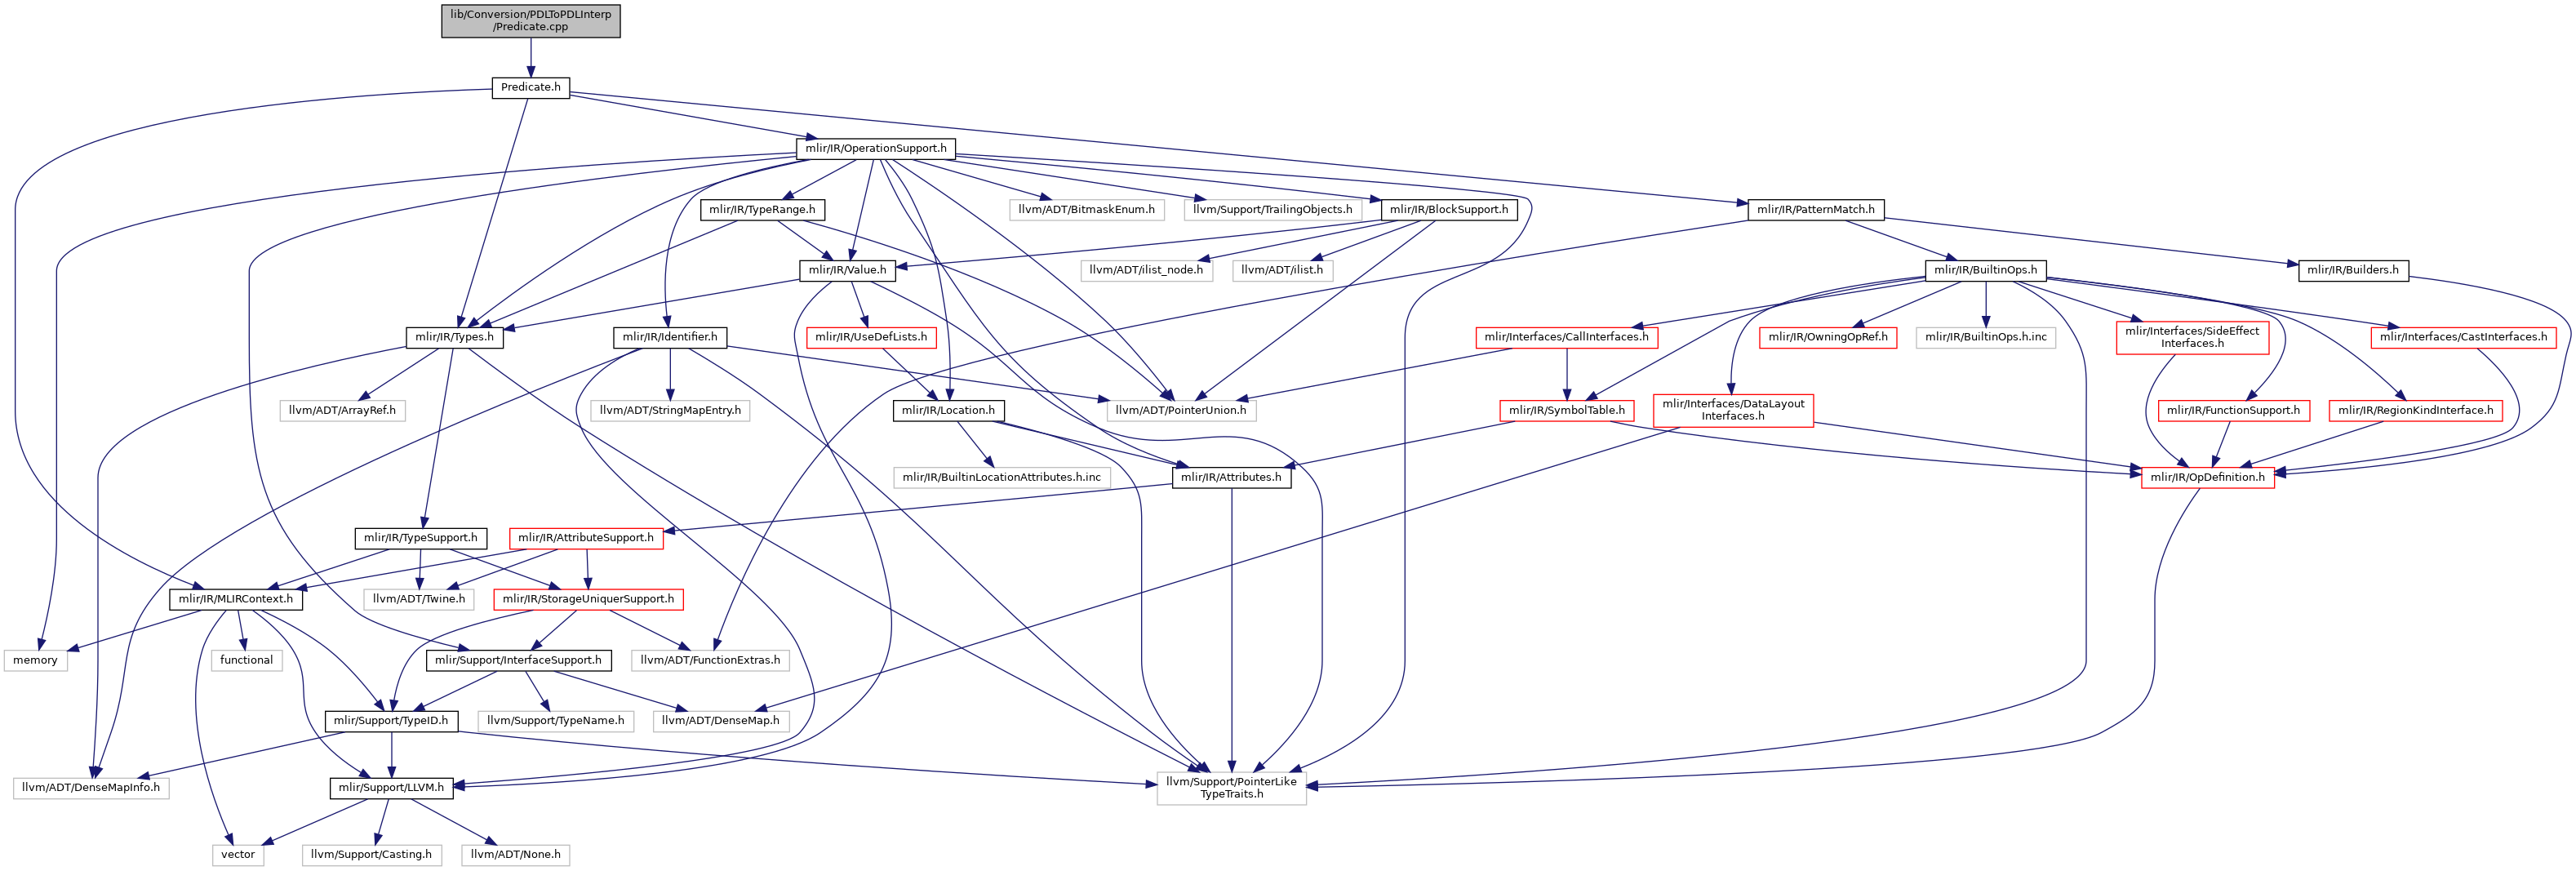 lib/Conversion/PDLToPDLInterp
/Predicate.cpp
Predicate.h
mlir/IR/OperationSupport.h
mlir/IR/TypeRange.h
llvm/ADT/BitmaskEnum.h
llvm/Support/TrailingObjects.h
mlir/IR/BlockSupport.h
mlir/IR/PatternMatch.h
mlir/IR/Value.h
llvm/ADT/ilist_node.h
llvm/ADT/ilist.h
mlir/IR/BuiltinOps.h
mlir/IR/Builders.h
mlir/IR/Types.h
mlir/IR/Identifier.h
mlir/IR/UseDefLists.h
mlir/Interfaces/CallInterfaces.h
mlir/IR/OwningOpRef.h
mlir/IR/BuiltinOps.h.inc
mlir/Interfaces/SideEffect
Interfaces.h
mlir/Interfaces/CastInterfaces.h
llvm/ADT/ArrayRef.h
llvm/ADT/StringMapEntry.h
mlir/IR/Location.h
llvm/ADT/PointerUnion.h
mlir/IR/SymbolTable.h
mlir/Interfaces/DataLayout
Interfaces.h
mlir/IR/FunctionSupport.h
mlir/IR/RegionKindInterface.h
mlir/IR/BuiltinLocationAttributes.h.inc
mlir/IR/Attributes.h
mlir/IR/OpDefinition.h
mlir/IR/TypeSupport.h
mlir/IR/AttributeSupport.h
mlir/IR/MLIRContext.h
llvm/ADT/Twine.h
mlir/IR/StorageUniquerSupport.h
memory
functional
mlir/Support/InterfaceSupport.h
llvm/ADT/FunctionExtras.h
mlir/Support/TypeID.h
llvm/Support/TypeName.h
llvm/ADT/DenseMap.h
llvm/ADT/DenseMapInfo.h
mlir/Support/LLVM.h
llvm/Support/PointerLike
TypeTraits.h
vector
llvm/Support/Casting.h
llvm/ADT/None.h